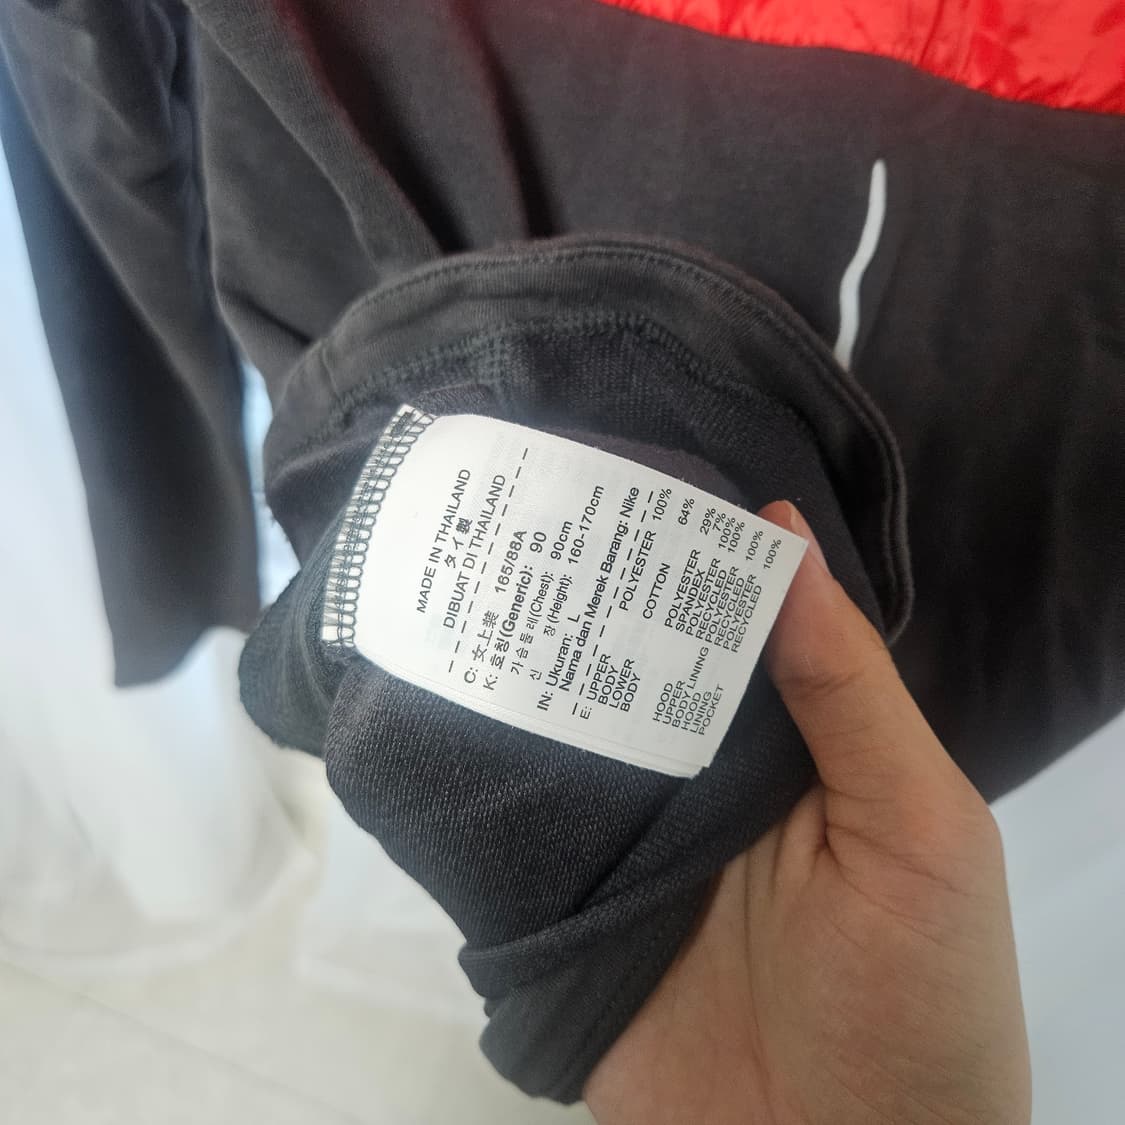 MADE IN THAILAND
タイ製
DIBUAT DI THAILAND
C: 女上装 165/88A
K: 호칭(Generic): 90
가슴둘레(Chest): 90cm
신 장(Height): 160-170cm
IN: Ukuran: L
Nama dan Merek Barang: Nike
E: UPPER BODY POLYESTER 100%
LOWER BODY COTTON 64%
POLYESTER 29%
SPANDEX 7%
HOOD POLYESTER RECYCLED 100%
UPPER BODY LINING POLYESTER RECYCLED 100%
HOOD LINING POLYESTER RECYCLED 100%
POCKET 100%